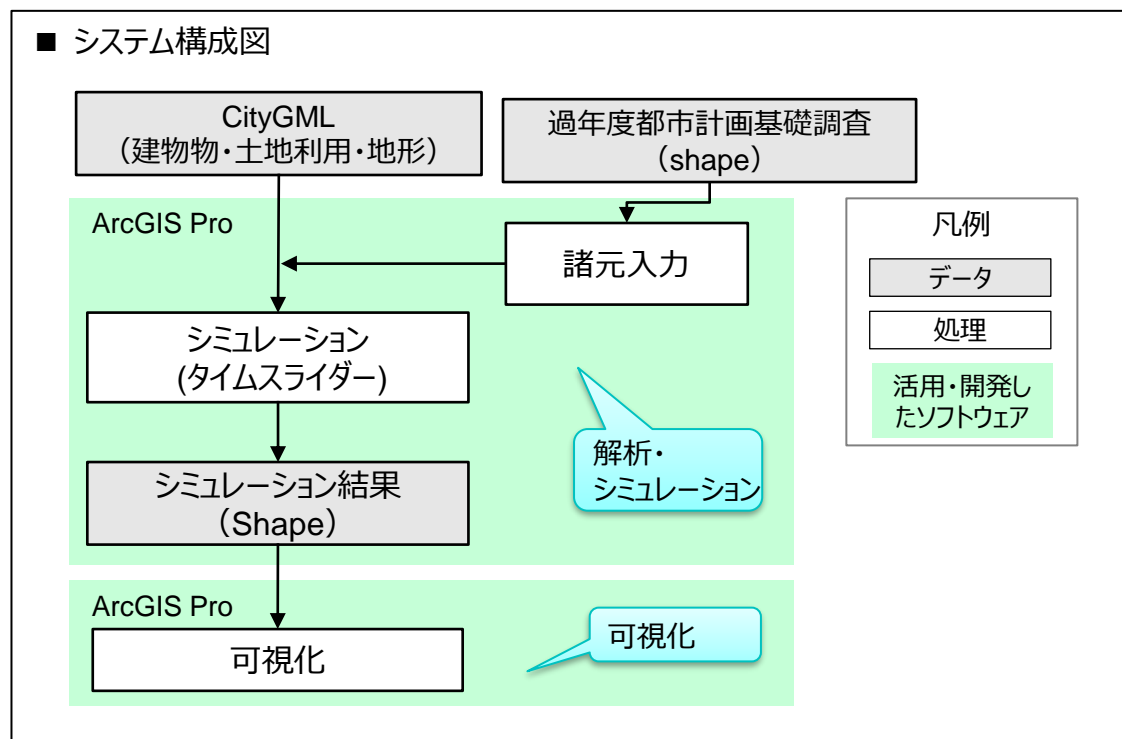 ■ システム構成図
CityGML
（建物物・土地利用・地形）
過年度都市計画基礎調査
（shape）
ArcGIS Pro
諸元入力
シミュレーション
(タイムスライダー)
解析・
シミュレーション
シミュレーション結果
（Shape）
ArcGIS Pro
可視化
可視化
凡例
データ
処理
活用・開発し
たソフトウェア